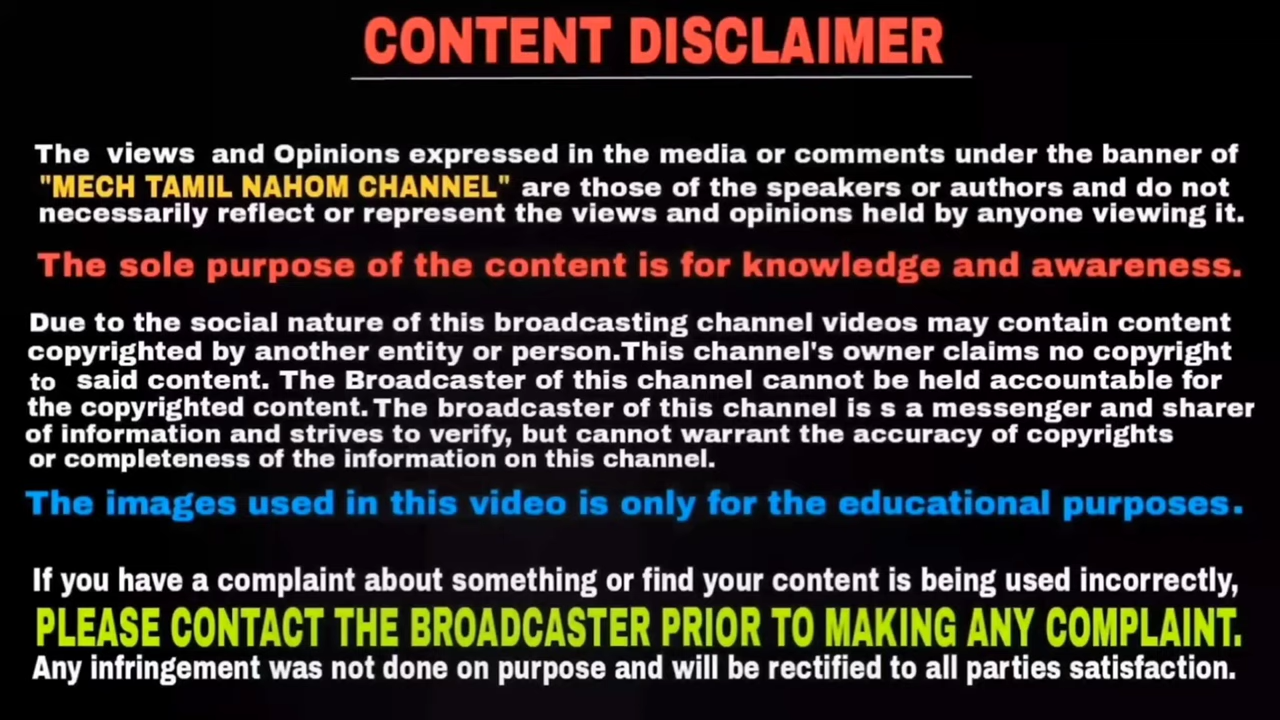 CONTENT DISCLAIMER
The views and Opinions expressed in the media or comments under the banner of
"MECH TAMIL NAHOM CHANNEL" are those of the speakers or authors and do not
necessarily reflect or represent the views and opinions held by anyone viewing it.
The sole purpose of the content is for knowledge and awareness.
Due to the social nature of this broadcasting channel videos may contain content
copyrighted by another entity or person.This channel's owner claims no copyright
to said content. The Broadcaster of this channel cannot be held accountable for
the copyrighted content. The broadcaster of this channel is s a messenger and sharer
of information and strives to verify, but cannot warrant the accuracy of copyrights
or completeness of the information on this channel.
The images used in this video is only for the educational purposes.
If you have a complaint about something or find your content is being used incorrectly,
PLEASE CONTACT THE BROADCASTER PRIOR TO MAKING ANY COMPLAINT.
Any infringement was not done on purpose and will be rectified to all parties satisfaction.